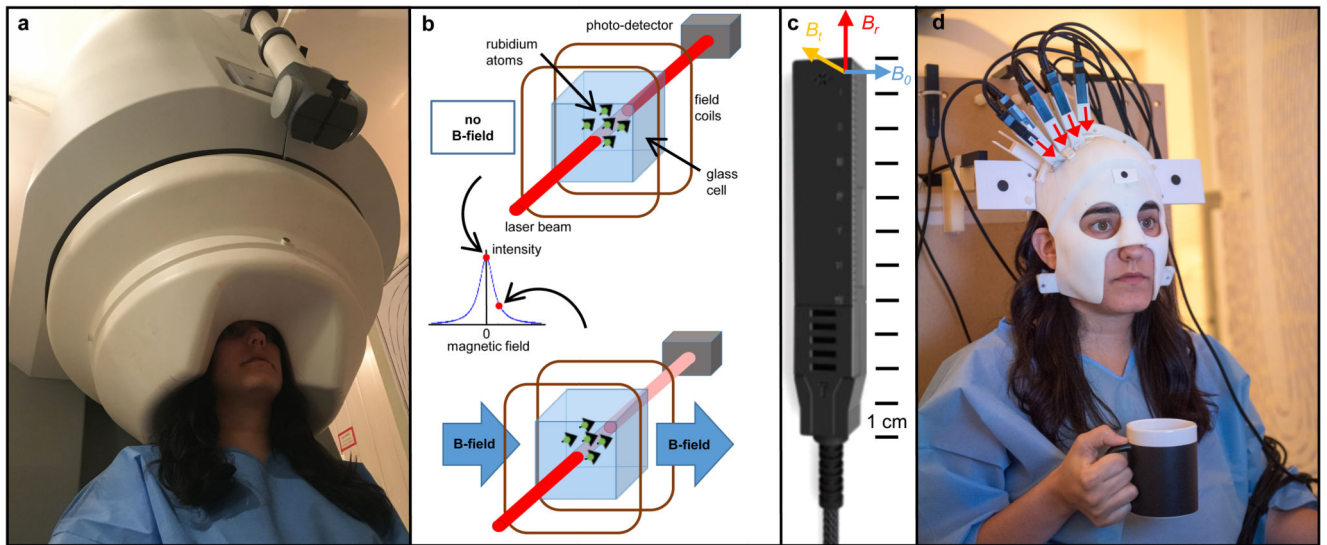 a
b
photo-detector
rubidium
atoms
no
B-field
field
coils
glass
cell
laser beam
intensity
0
magnetic field
B-field
B-field
c
Bt
Br
B0
1 cm
d